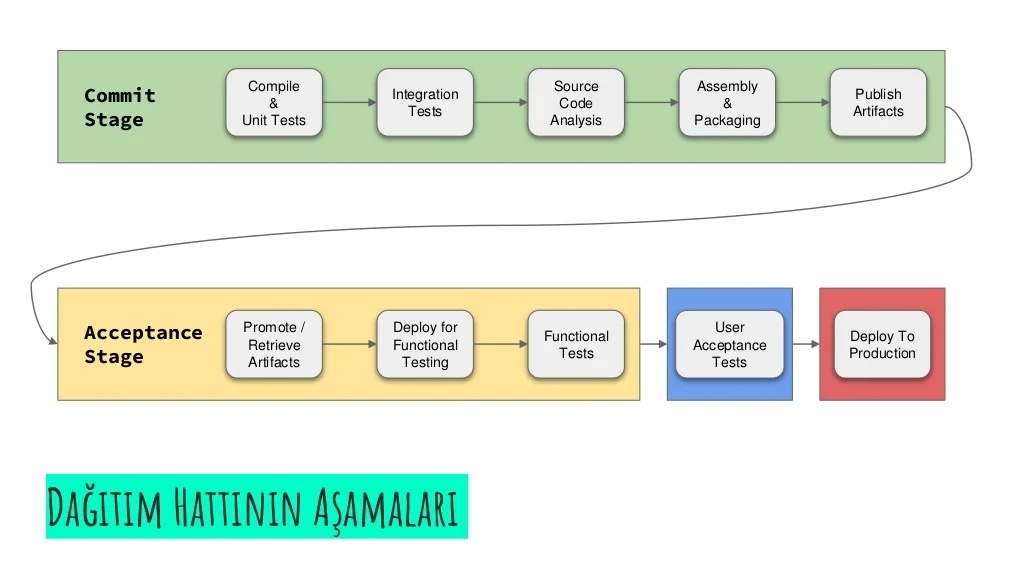 Commit
Stage
Compile
&
Unit Tests
Integration
Tests
Source
Code
Analysis
Assembly
&
Packaging
Publish
Artifacts
Acceptance
Stage
Promote /
Retrieve
Artifacts
Deploy for
Functional
Testing
Functional
Tests
User
Acceptance
Tests
Deploy To
Production
Dağıtım Hattının Aşamaları